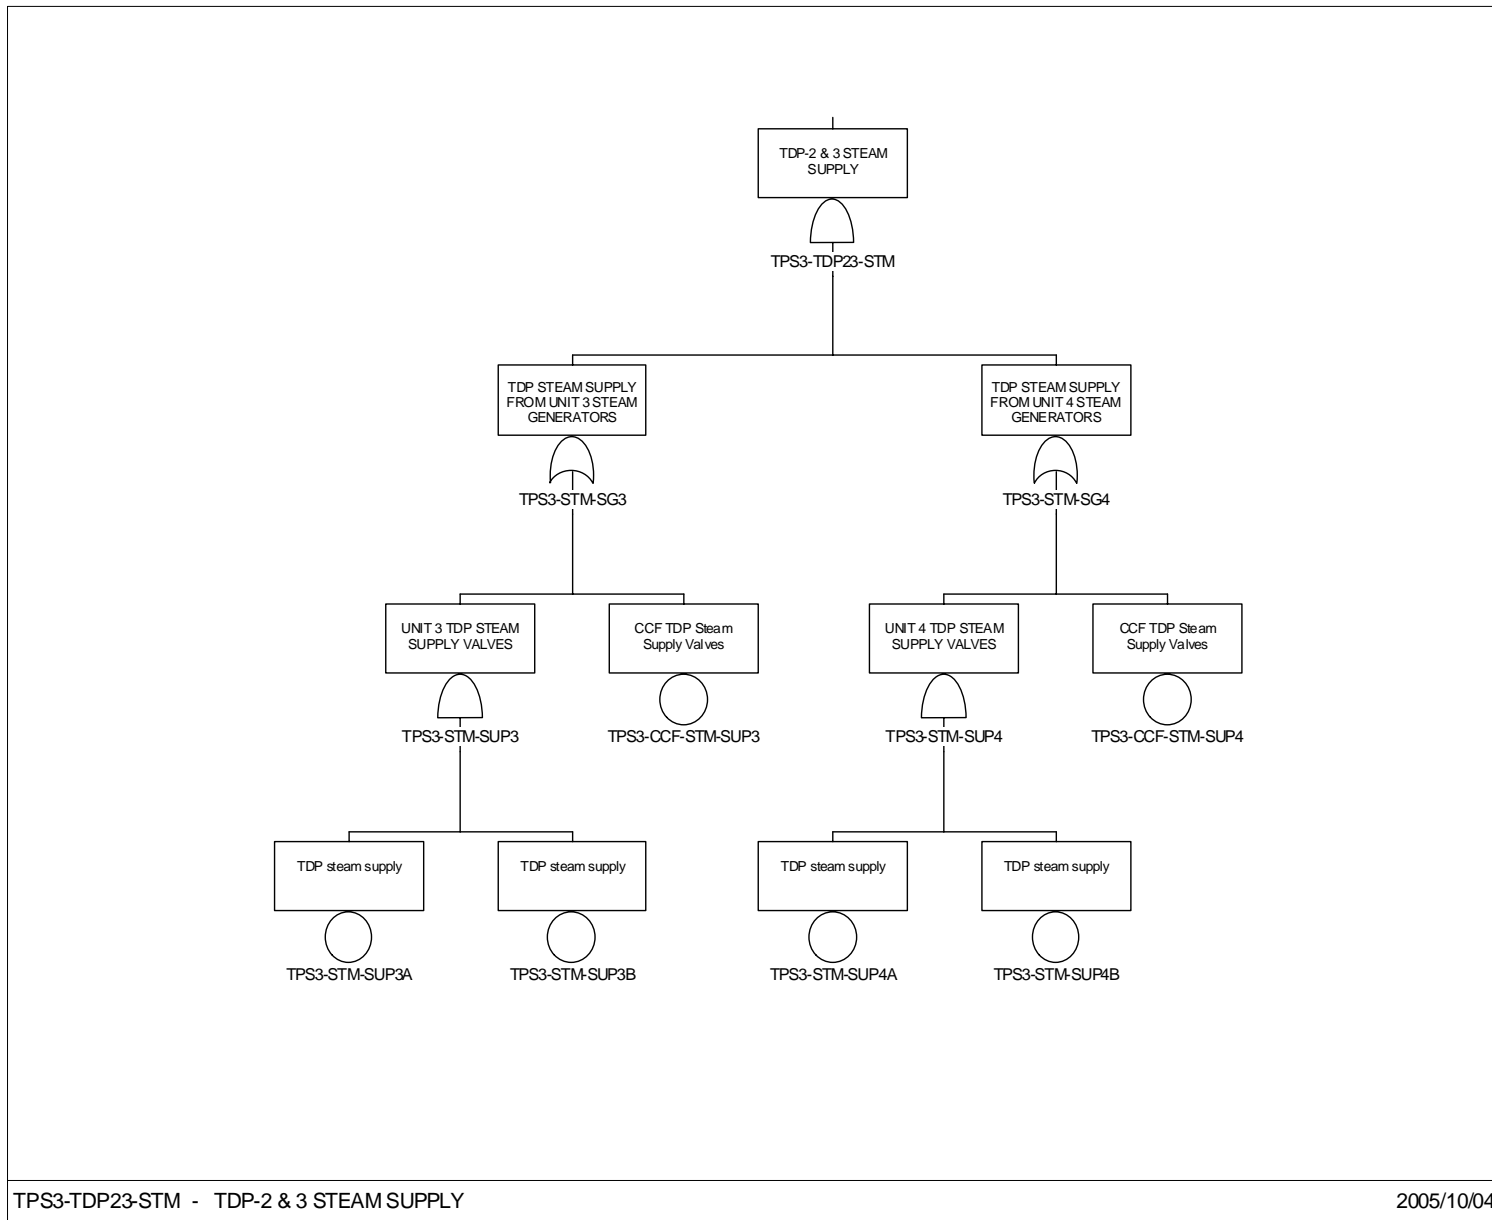 TDP-2 & 3 STEAM
SUPPLY
TPS3-TDP23-STM
TDP STEAM SUPPLY
FROM UNIT 3 STEAM
GENERATORS
TPS3-STM-SG3
TDP STEAM SUPPLY
FROM UNIT 4 STEAM
GENERATORS
TPS3-STM-SG4
UNIT 3 TDP STEAM
SUPPLY VALVES
TPS3-STM-SUP3
CCF TDP Steam
Supply Valves
TPS3-CCF-STM-SUP3
UNIT 4 TDP STEAM
SUPPLY VALVES
TPS3-STM-SUP4
CCF TDP Steam
Supply Valves
TPS3-CCF-STM-SUP4
TDP steam supply
TPS3-STM-SUP3A
TDP steam supply
TPS3-STM-SUP3B
TDP steam supply
TPS3-STM-SUP4A
TDP steam supply
TPS3-STM-SUP4B
TPS3-TDP23-STM - TDP-2 & 3 STEAM SUPPLY
2005/10/04